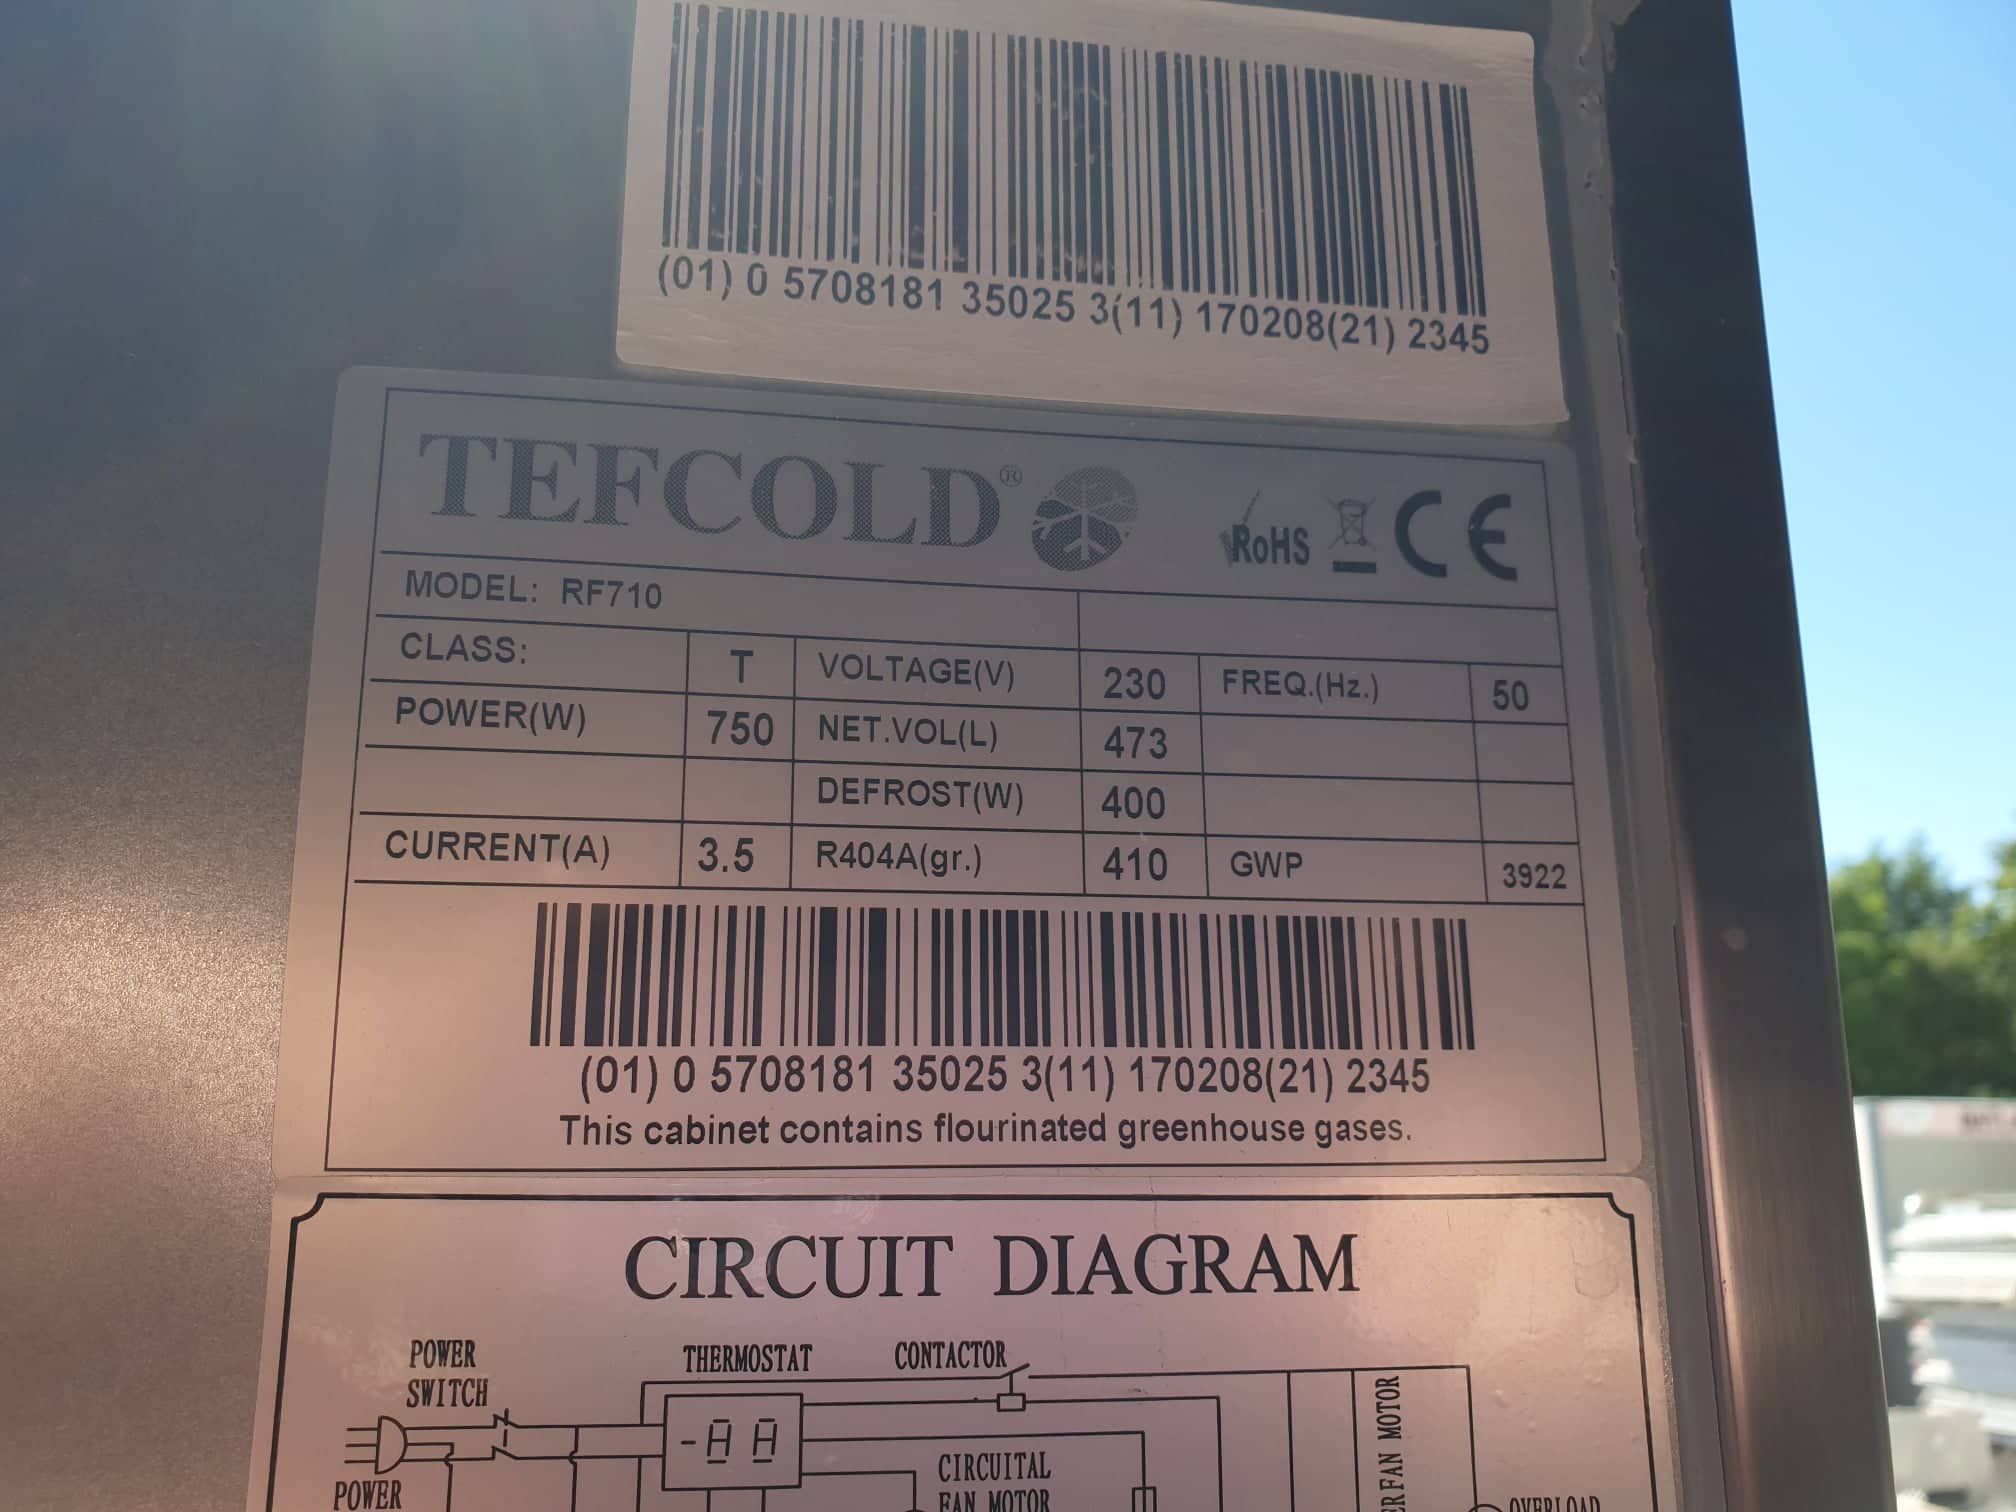 (01) 0 5708181 35025 3(11) 170208(21) 2345
TEFCOLD® RoHS CE
MODEL: RF710
CLASS: T VOLTAGE(V) 230 FREQ.(Hz.) 50
POWER(W) 750 NET.VOL(L) 473
DEFROST(W) 400
CURRENT(A) 3.5 R404A(gr.) 410 GWP 3922
(01) 0 5708181 35025 3(11) 170208(21) 2345
This cabinet contains flourinated greenhouse gases.
CIRCUIT DIAGRAM
POWER SWITCH
THERMOSTAT
CONTACTOR
CIRCUITAL
FAN MOTOR
FAN MOTOR
POWER
OVERLOAD